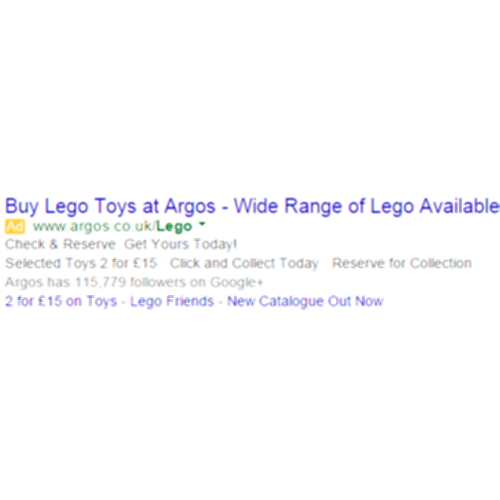 Buy Lego Toys at Argos - Wide Range of Lego Available
Ad www.argos.co.uk/Lego
Check & Reserve Get Yours Today!
Selected Toys 2 for £15 Click and Collect Today Reserve for Collection
Argos has 115,779 followers on Google+
2 for £15 on Toys - Lego Friends - New Catalogue Out Now